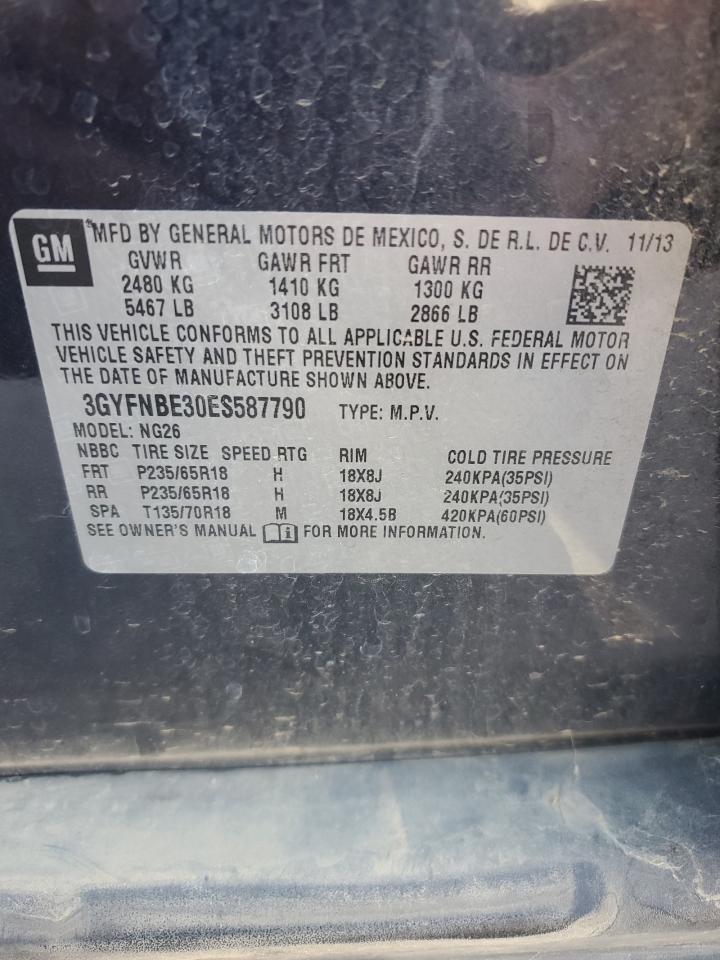 GM MFD BY GENERAL MOTORS DE MEXICO, S. DE R.L. DE C.V. 11/13
GVWR GAWR FRT GAWR RR
2480 KG 1410 KG 1300 KG
5467 LB 3108 LB 2866 LB
THIS VEHICLE CONFORMS TO ALL APPLICABLE U.S. FEDERAL MOTOR
VEHICLE SAFETY AND THEFT PREVENTION STANDARDS IN EFFECT ON
THE DATE OF MANUFACTURE SHOWN ABOVE.
3GYFNBE30ES587790 TYPE: M.P.V.
MODEL: NG26
NBBC TIRE SIZE SPEED RTG RIM COLD TIRE PRESSURE
FRT P235/65R18 H 18X8J 240KPA(35PSI)
RR P235/65R18 H 18X8J 240KPA(35PSI)
SPA T135/70R18 M 18X4.5B 420KPA(60PSI)
SEE OWNER'S MANUAL i FOR MORE INFORMATION.